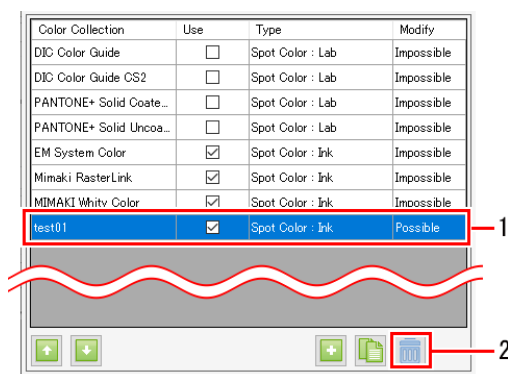 Color Collection Use Type Modify
DIC Color Guide Spot Color : Lab Impossible
DIC Color Guide CS2 Spot Color : Lab Impossible
PANTONE+ Solid Coate... Spot Color : Lab Impossible
PANTONE+ Solid Uncoa... Spot Color : Lab Impossible
EM System Color Spot Color : Ink Impossible
Mimaki RasterLink Spot Color : Ink Impossible
MIMAKI Whity Color Spot Color : Ink Impossible
test01 Spot Color : Ink Possible
1
2